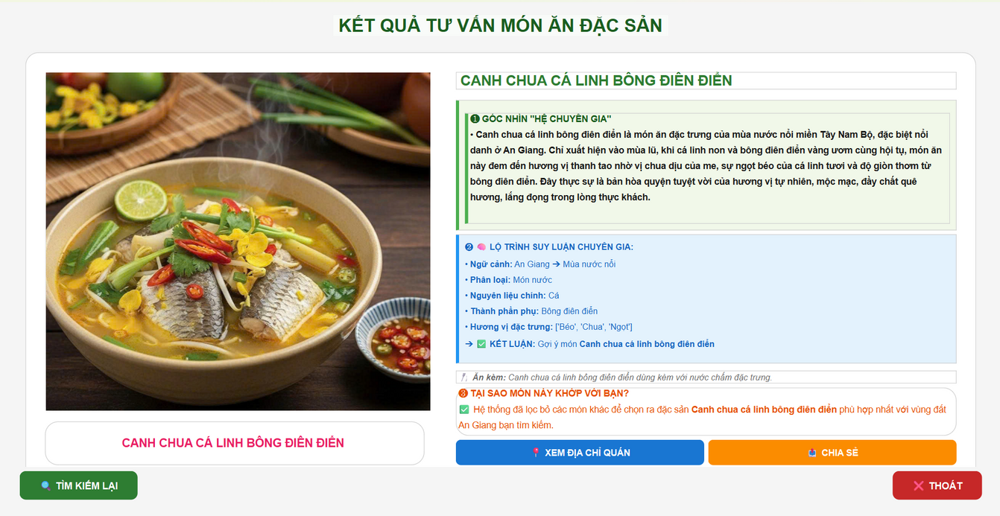 KẾT QUẢ TƯ VẤN MÓN ĂN ĐẶC SẢN
CANH CHUA CÁ LINH BÔNG ĐIÊN ĐIỂN
❶ GÓC NHÌN "HỆ CHUYÊN GIA"
• Canh chua cá linh bông điên điển là món ăn đặc trưng của mùa nước nổi miền Tây Nam Bộ, đặc biệt nổi
danh ở An Giang. Chỉ xuất hiện vào mùa lũ, khi cá linh non và bông điên điển vàng ươm cùng hội tụ, món ăn
này đem đến hương vị thanh tao nhờ vị chua dịu của me, sự ngọt béo của cá linh tươi và độ giòn thơm từ
bông điên điển. Đây thực sự là bản hòa quyện tuyệt vời của hương vị tự nhiên, mộc mạc, đầy chất quê
hương, lắng đọng trong lòng thực khách.
❷ 🧠 LỘ TRÌNH SUY LUẬN CHUYÊN GIA:
• Ngữ cảnh: An Giang ➔ Mùa nước nổi
• Phân loại: Món nước
• Nguyên liệu chính: Cá
• Thành phần phụ: Bông điên điển
• Hương vị đặc trưng: ['Béo', 'Chua', 'Ngọt']
➔ ✅ KẾT LUẬN: Gợi ý món Canh chua cá linh bông điên điển
🍴 Ăn kèm: Canh chua cá linh bông điên điển dùng kèm với nước chấm đặc trưng.
❸ TẠI SAO MÓN NÀY KHỚP VỚI BẠN?
✅ Hệ thống đã lọc bỏ các món khác để chọn ra đặc sản Canh chua cá linh bông điên điển phù hợp nhất với vùng đất
An Giang bạn tìm kiếm.
CANH CHUA CÁ LINH BÔNG ĐIÊN ĐIỂN
📍 XEM ĐỊA CHỈ QUÁN
📤 CHIA SẺ
🔍 TÌM KIẾM LẠI
❌ THOÁT